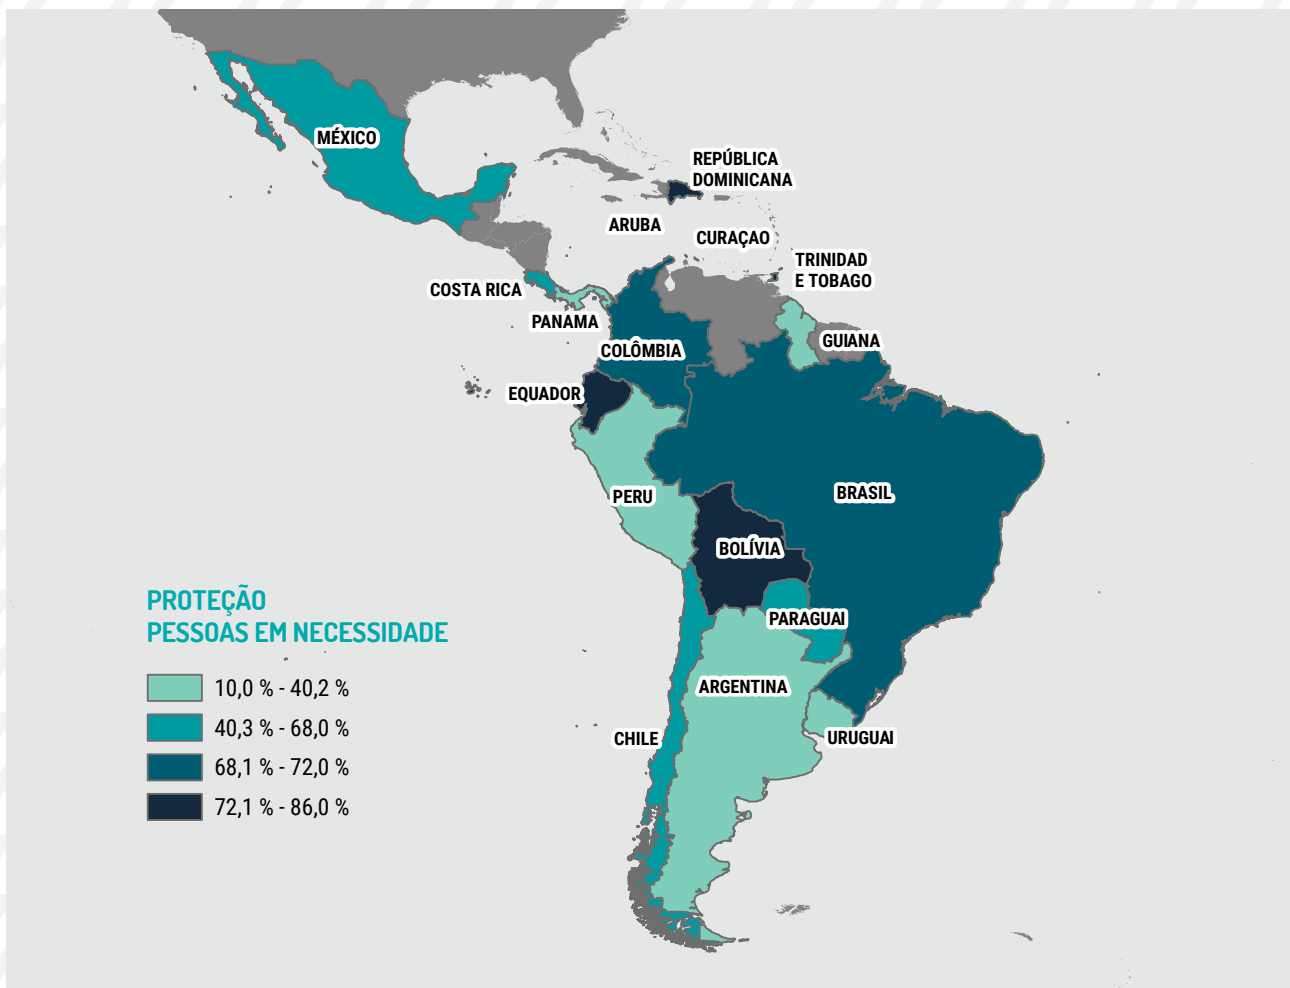 MÉXICO
REPÚBLICA
DOMINICANA
ARUBA
CURAÇAO
TRINIDAD
E TOBAGO
COSTA RICA
PANAMA
GUIANA
COLÔMBIA
EQUADOR
PERU
BRASIL
BOLÍVIA
PARAGUAI
ARGENTINA
CHILE
URUGUAI
PROTEÇÃO
PESSOAS EM NECESSIDADE
10,0 % - 40,2 %
40,3 % - 68,0 %
68,1 % - 72,0 %
72,1 % - 86,0 %